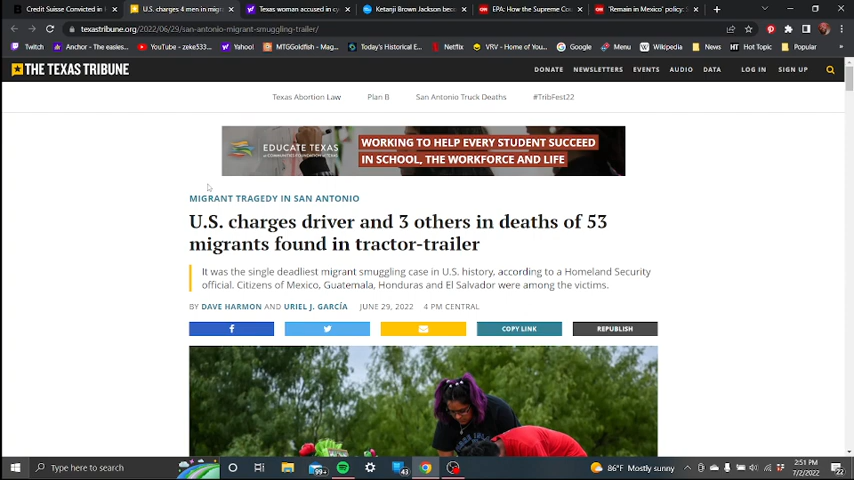 Credit Suisse Convicted in
U.S. charges 4 men in migra
Texas woman accused in cy
Ketanji Brown Jackson beco
EPA: How the Supreme Co
'Remain in Mexico' policy: S
texastribune.org/2022/06/29/san-antonio-migrant-smuggling-trailer/
Twitch
Anchor - The easies...
YouTube - zeke533...
Yahoo!
MTGGoldfish - Mag...
Today's Historical E...
Netflix
VRV - Home of You...
Google
Menu
Wikipedia
News
Hot Topic
Popular
THE TEXAS TRIBUNE
DONATE NEWSLETTERS EVENTS AUDIO DATA LOG IN SIGN UP
Texas Abortion Law Plan B San Antonio Truck Deaths #TribFest22
EDUCATE TEXAS
WORKING TO HELP EVERY STUDENT SUCCEED
IN SCHOOL, THE WORKFORCE AND LIFE
MIGRANT TRAGEDY IN SAN ANTONIO
U.S. charges driver and 3 others in deaths of 53
migrants found in tractor-trailer
It was the single deadliest migrant smuggling case in U.S. history, according to a Homeland Security
official. Citizens of Mexico, Guatemala, Honduras and El Salvador were among the victims.
BY DAVE HARMON AND URIEL J. GARCÍA JUNE 29, 2022 4 PM CENTRAL
COPY LINK
REPUBLISH
Type here to search
99+
43
86°F Mostly sunny
2:51 PM
7/2/2022
22